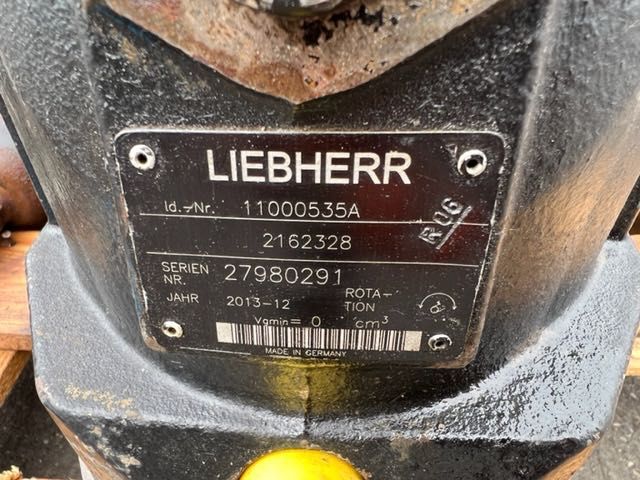 LIEBHERR
Id.-Nr. 11000535A
2162328
R 06
SERIEN NR. 27980291
JAHR 2013-12 ROTA-TION
Vgmin= 0 cm³
MADE IN GERMANY